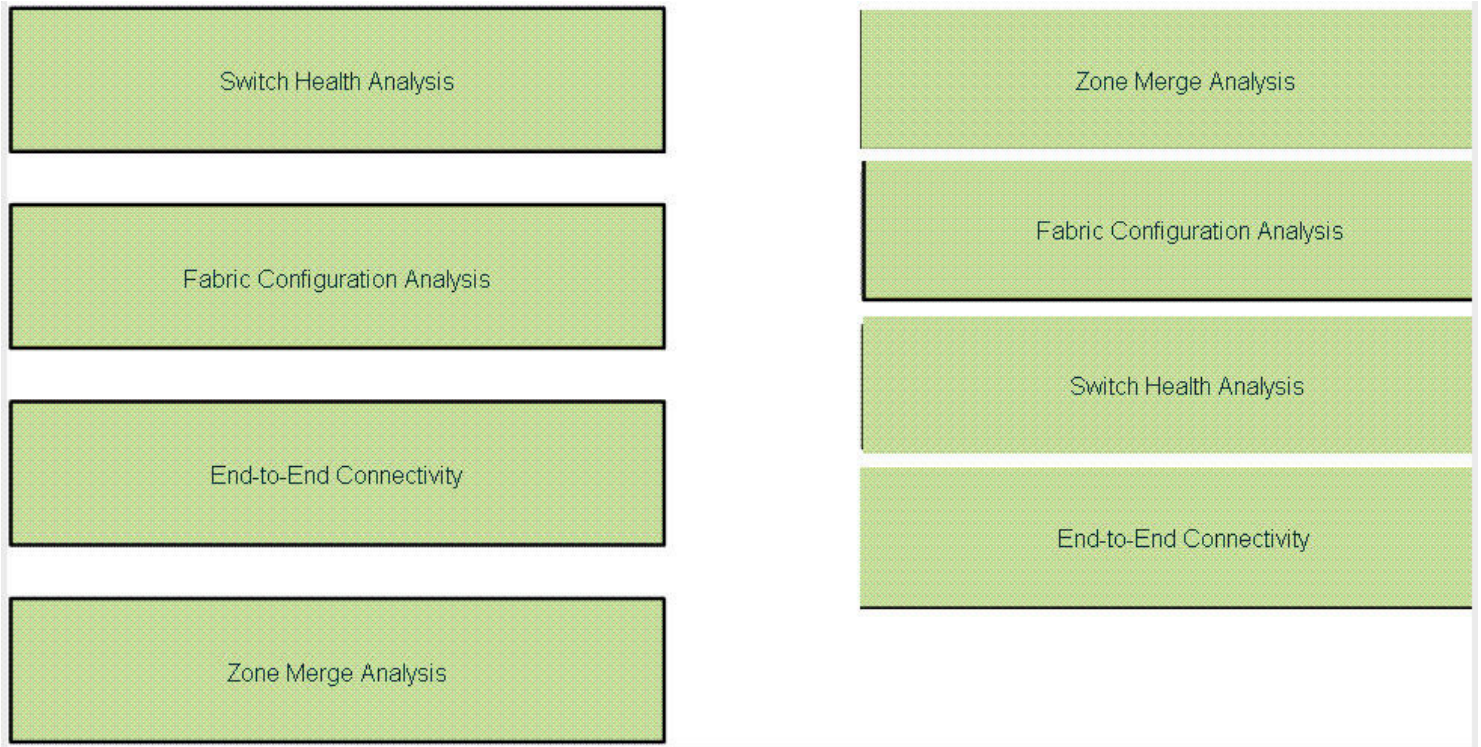 Switch Health Analysis
Fabric Configuration Analysis
End-to-End Connectivity
Zone Merge Analysis
Zone Merge Analysis
Fabric Configuration Analysis
Switch Health Analysis
End-to-End Connectivity